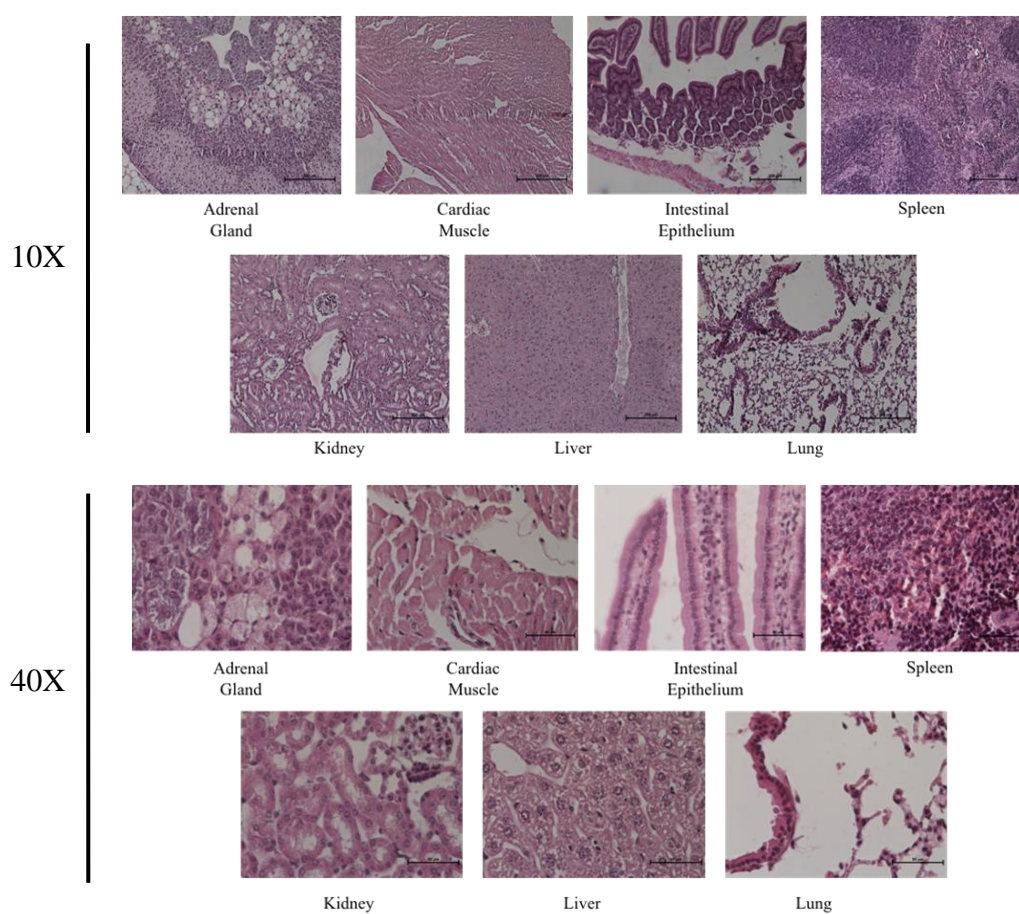 10X
Adrenal
Gland
Cardiac
Muscle
Intestinal
Epithelium
Spleen
Kidney
Liver
Lung
40X
Adrenal
Gland
Cardiac
Muscle
Intestinal
Epithelium
Spleen
Kidney
Liver
Lung